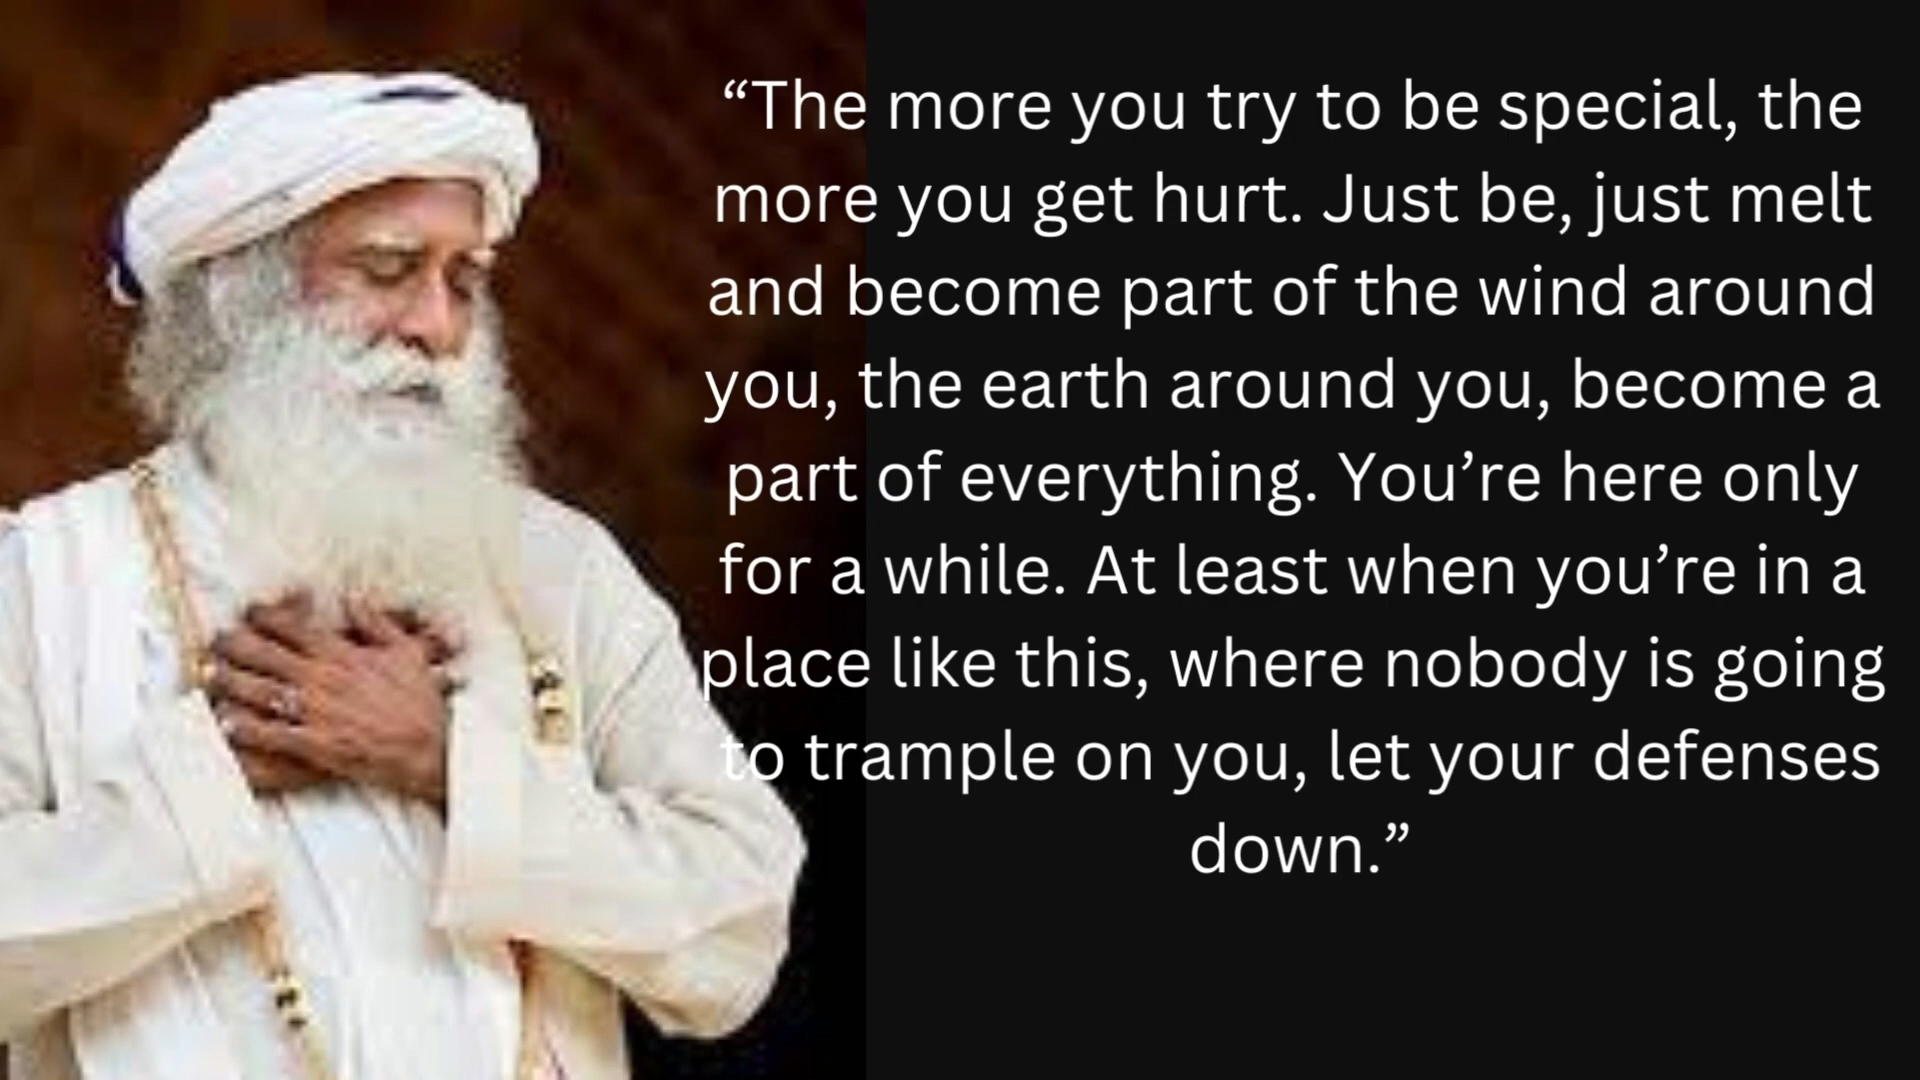 “The more you try to be special, the
more you get hurt. Just be, just melt
and become part of the wind around
you, the earth around you, become a
part of everything. You’re here only
for a while. At least when you’re in a
place like this, where nobody is going
to trample on you, let your defenses
down.”